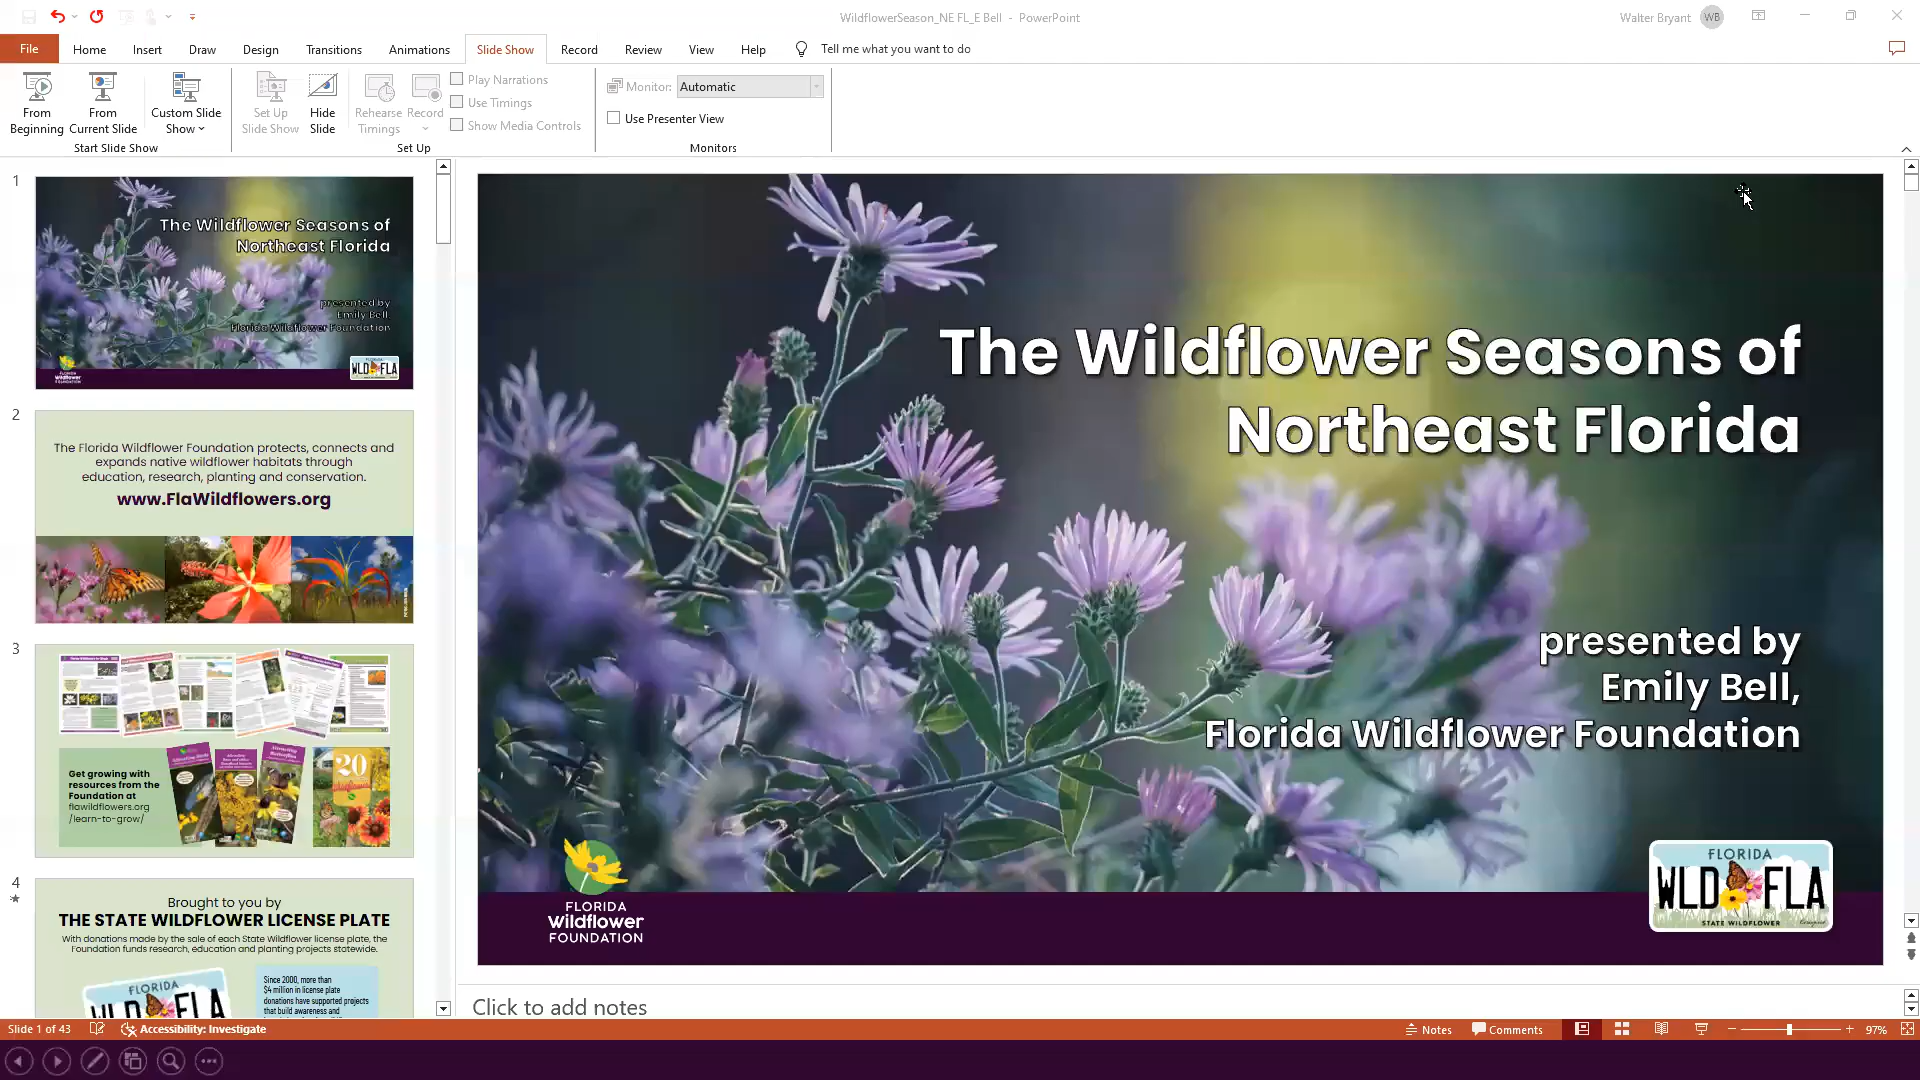 WildflowerSeason_NE FL_E Bell - PowerPoint
Walter Bryant WB
File Home Insert Draw Design Transitions Animations Slide Show Record Review View Help Tell me what you want to do
From Beginning
From Current Slide
Custom Slide Show
Set Up Slide Show
Hide Slide
Rehearse Timings
Record
Play Narrations
Use Timings
Show Media Controls
Monitor: Automatic
Use Presenter View
Start Slide Show Set Up Monitors
1
The Wildflower Seasons of
Northeast Florida
presented by
Emily Bell,
Florida Wildflower Foundation
FLORIDA
Wildflower
FOUNDATION
FLORIDA
WLD FLA
2
The Florida Wildflower Foundation protects, connects and
expands native wildflower habitats through
education, research, planting and conservation.
www.FlaWildflowers.org
3
20
Get growing with
resources from the
Foundation at
flawildflowers.org
/learn-to-grow/
4
Brought to you by
THE STATE WILDFLOWER LICENSE PLATE
With donations made by the sale of each State Wildflower license plate, the
Foundation funds research, education and planting projects statewide.
FLORIDA
WLD FLA
Since 2000, more than
$4 million in license plate
donations have supported projects
that build awareness and
The Wildflower Seasons of
Northeast Florida
presented by
Emily Bell,
Florida Wildflower Foundation
FLORIDA
Wildflower
FOUNDATION
FLORIDA
WLD FLA
STATE WILDFLOWER
Click to add notes
Slide 1 of 43 Accessibility: Investigate Notes Comments 97%